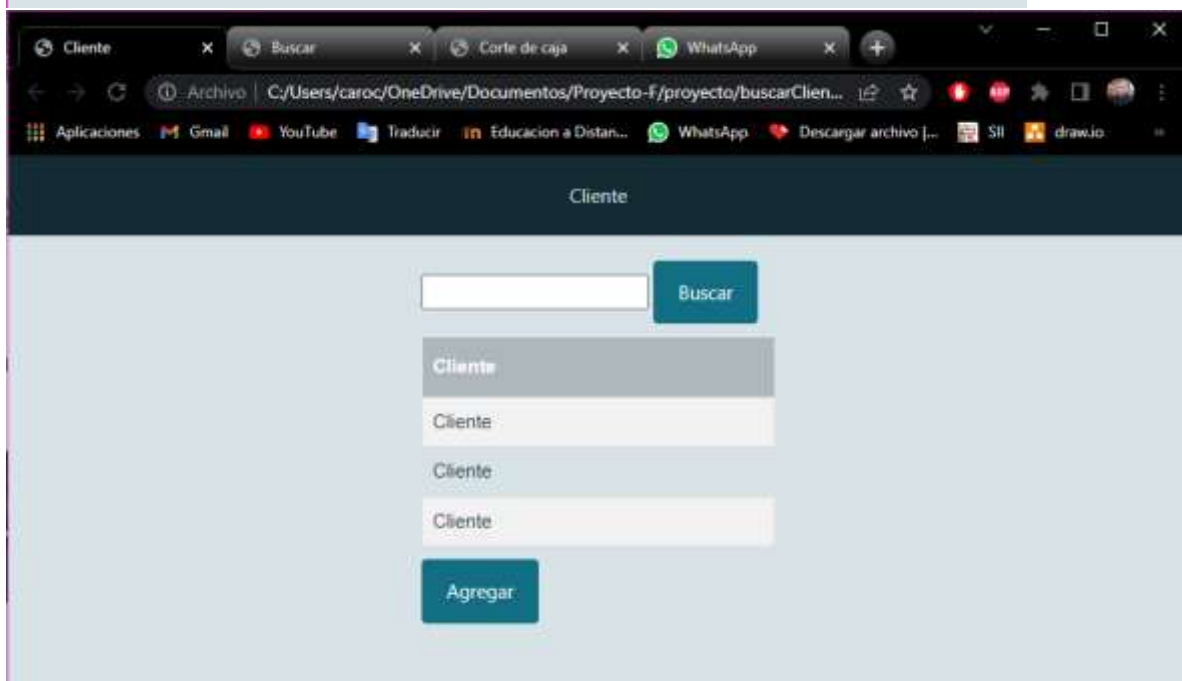 Cliente
Buscar
Corte de caja
WhatsApp
Archivo | C:/Users/caroc/OneDrive/Documentos/Proyecto-F/proyecto/buscarClien...
Aplicaciones Gmail YouTube Traducir Educacion a Distan... WhatsApp Descargar archivo |... SII draw.io
Cliente
Buscar
Cliente
Cliente
Cliente
Cliente
Agregar